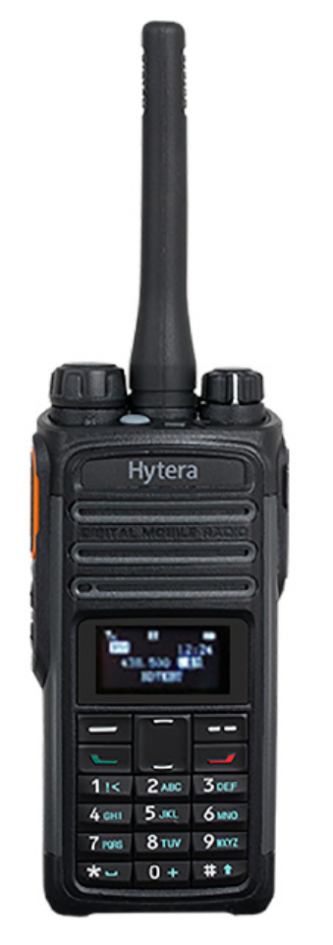 Hytera
DIGITAL MOBILE RADIO
12:24
438.500
1 !< 2 ABC 3 DEF
4 GHI 5 JKL 6 MNO
7 PQRS 8 TUV 9 WXYZ
* 0 + #